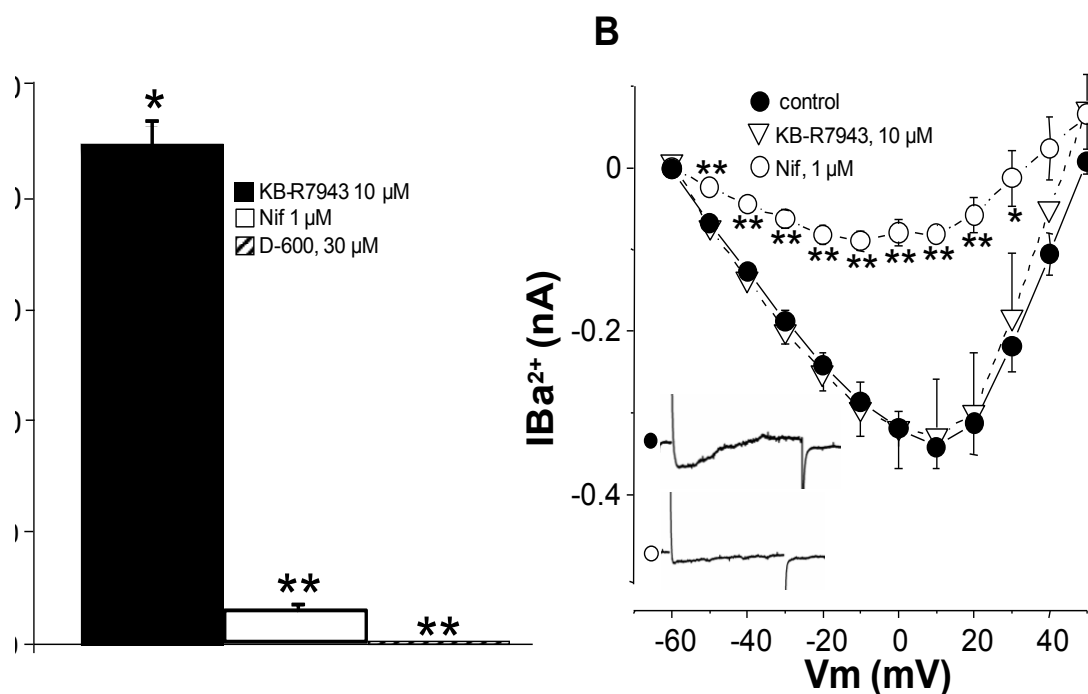 B
*
KB-R7943 10 µM
Nif 1 µM
D-600, 30 µM
**
**
control
KB-R7943, 10 µM
Nif, 1 µM
IBa²⁺ (nA)
0
-0.2
-0.4
**
**
**
**
**
**
**
**
*
-60
-40
-20
0
20
40
Vm (mV)